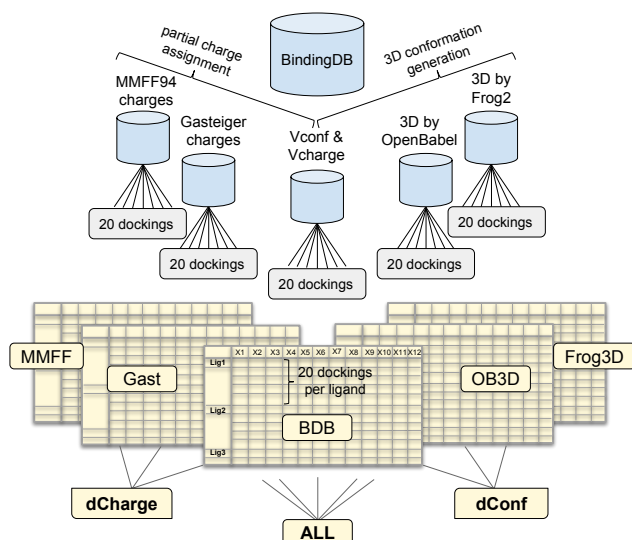 partial charge
assignment
BindingDB
3D conformation
generation
MMFF94
charges
Gasteiger
charges
Vconf &
Vcharge
3D by
OpenBabel
3D by
Frog2
20 dockings
20 dockings
20 dockings
20 dockings
20 dockings
MMFF
Gast
X1 X2 X3 X4 X5 X6 X7 X8 X9 X10 X11 X12
Lig1
20 dockings
per ligand
Lig2
BDB
Lig3
OB3D
Frog3D
dCharge
ALL
dConf